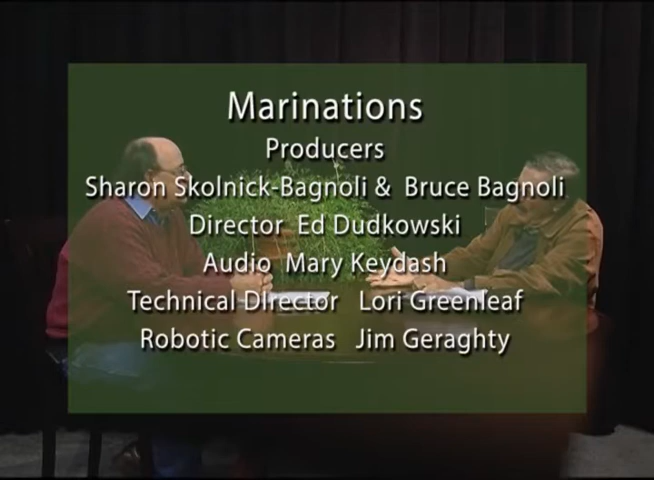 Marinations
Producers
Sharon Skolnick-Bagnoli & Bruce Bagnoli
Director Ed Dudkowski
Audio Mary Keydash
Technical DIrector Lori Greenleaf
Robotic Cameras Jim Geraghty